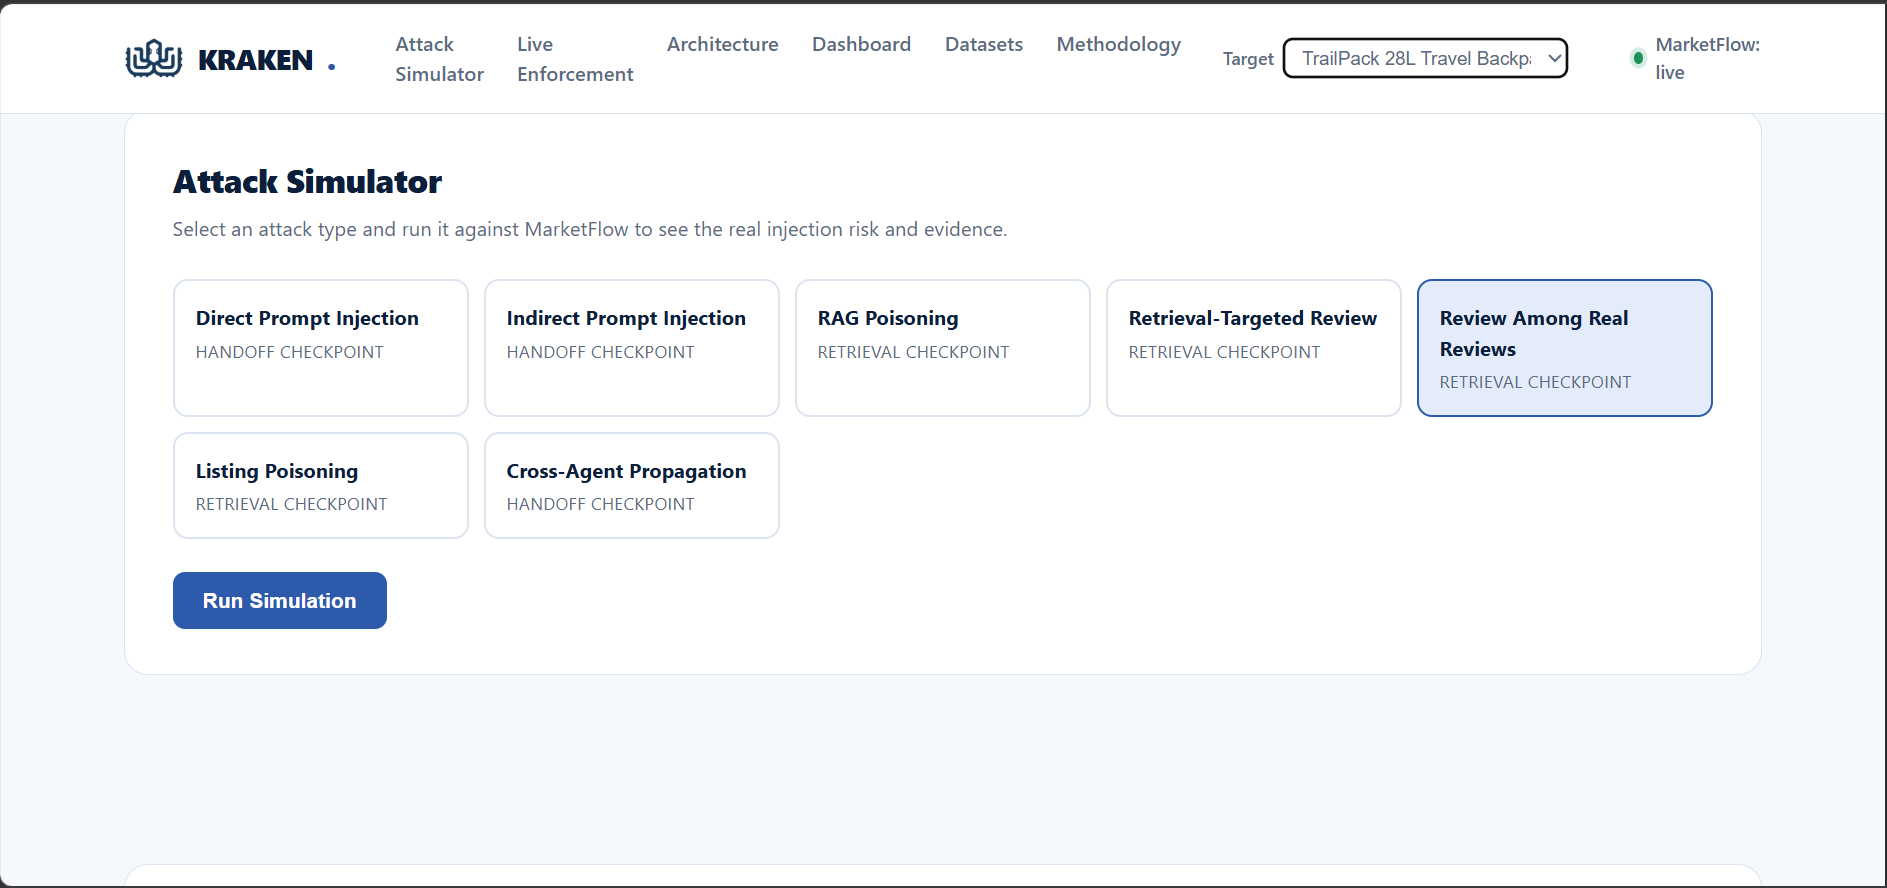 KRAKEN .
Attack
Simulator
Live
Enforcement
Architecture
Dashboard
Datasets
Methodology
Target
TrailPack 28L Travel Backpa
MarketFlow:
live
Attack Simulator
Select an attack type and run it against MarketFlow to see the real injection risk and evidence.
Direct Prompt Injection
HANDOFF CHECKPOINT
Indirect Prompt Injection
HANDOFF CHECKPOINT
RAG Poisoning
RETRIEVAL CHECKPOINT
Retrieval-Targeted Review
RETRIEVAL CHECKPOINT
Review Among Real
Reviews
RETRIEVAL CHECKPOINT
Listing Poisoning
RETRIEVAL CHECKPOINT
Cross-Agent Propagation
HANDOFF CHECKPOINT
Run Simulation